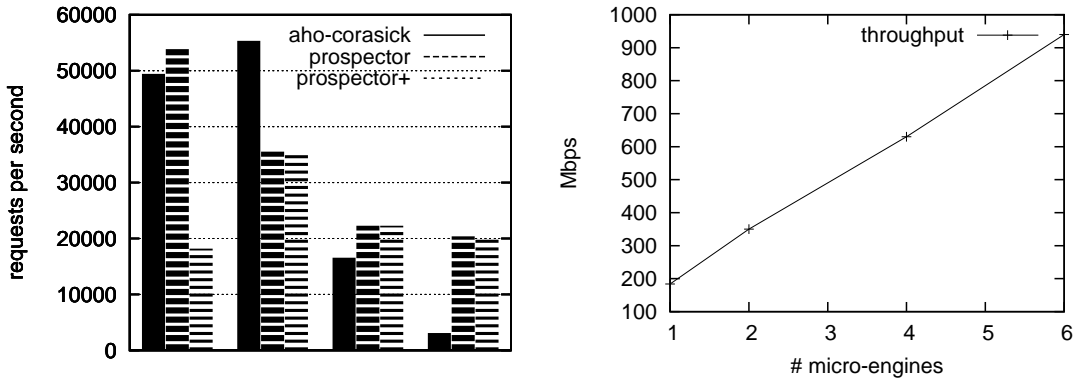 60000
50000
40000
30000
20000
10000
0
requests per second
aho-corasick
prospector
prospector+
1000
900
800
700
600
500
400
300
200
100
Mbps
throughput
1 2 3 4 5 6
# micro-engines